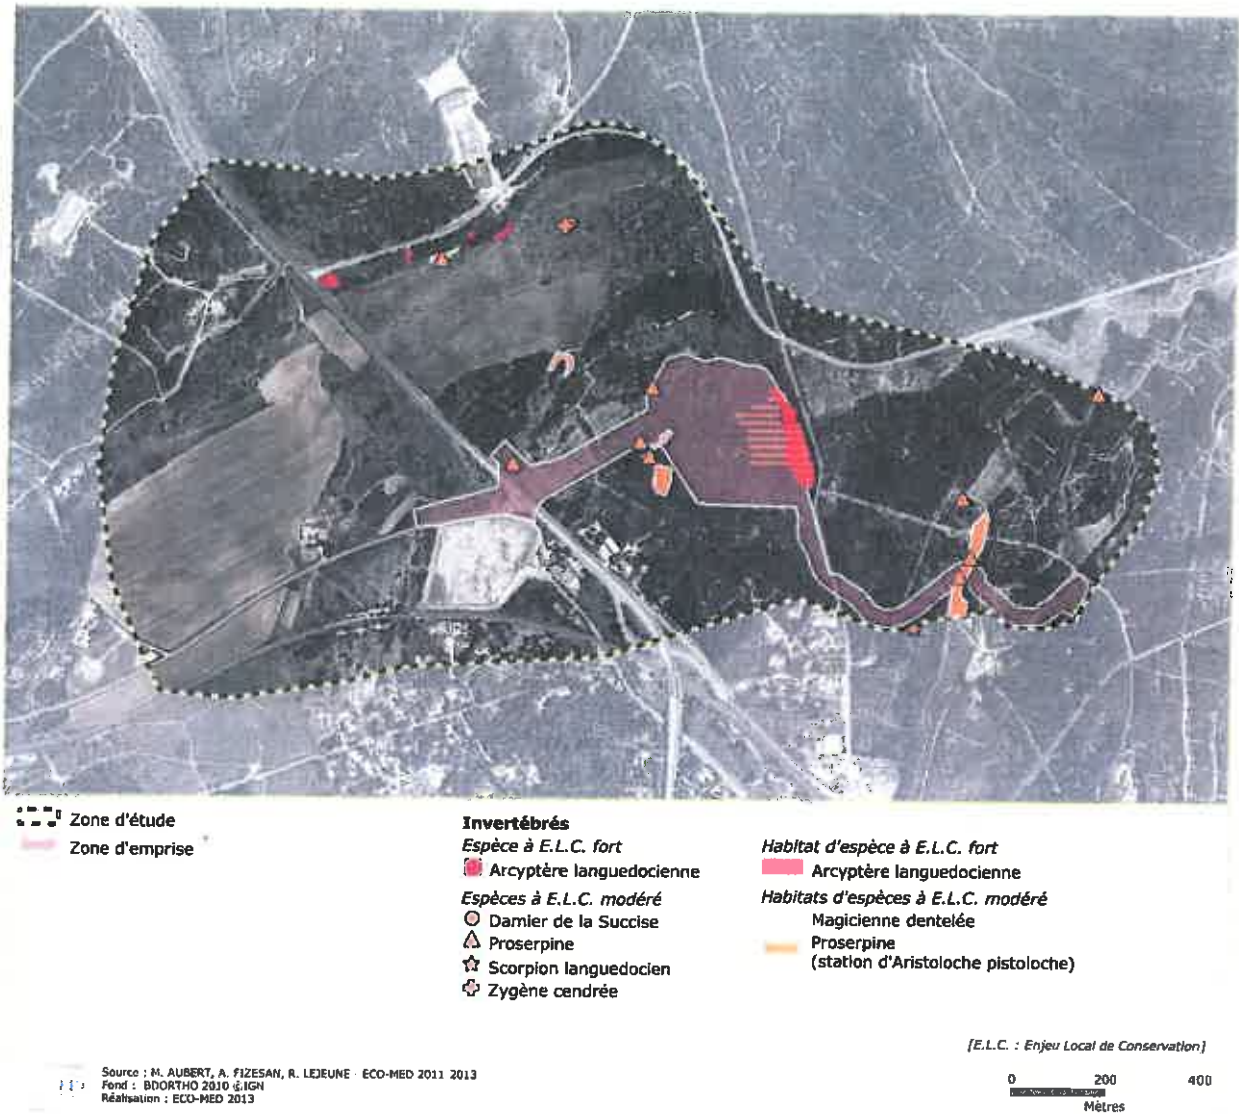 Zone d'étude
Zone d'emprise
Invertébrés
Espèce à E.L.C. fort
Arcyptère languedocienne
Espèces à E.L.C. modéré
Damier de la Succise
Proserpine
Scorpion languedocien
Zygène cendrée
Habitat d'espèce à E.L.C. fort
Arcyptère languedocienne
Habitats d'espèces à E.L.C. modéré
Magicienne dentelée
Proserpine
(station d'Aristoloche pistoloche)
[E.L.C. : Enjeu Local de Conservation]
Source : M. AUBERT, A. FIZESAN, R. LEJEUNE - ECO-MED 2011 2013
Fond : BDORTHO 2010 ©IGN
Réalisation : ECO-MED 2013
0 200 400
Mètres